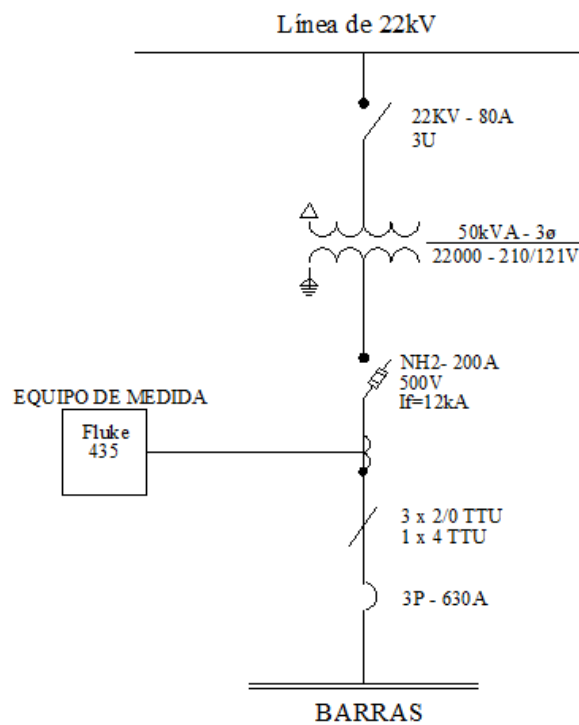 Línea de 22kV
22KV - 80A
3U
50kVA - 3ø
22000 - 210/121V
NH2- 200A
500V
If=12kA
EQUIPO DE MEDIDA
Fluke
435
3 x 2/0 TTU
1 x 4 TTU
3P - 630A
BARRAS